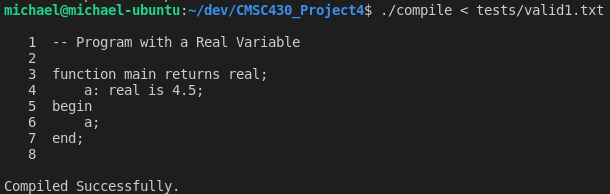 michael@michael-ubuntu:~/dev/CMSC430_Project4$ ./compile < tests/valid1.txt
1 -- Program with a Real Variable
2
3 function main returns real;
4 a: real is 4.5;
5 begin
6 a;
7 end;
8
Compiled Successfully.